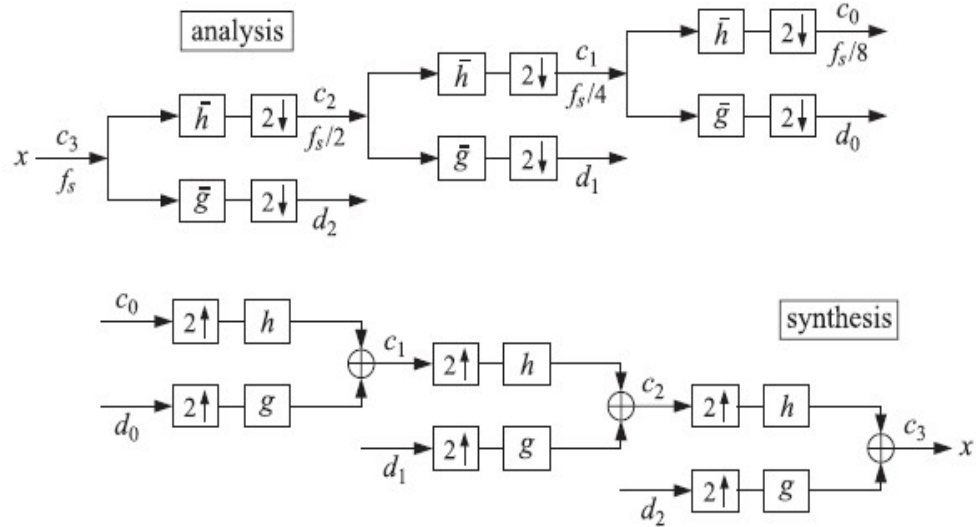 analysis
x c₃ fₛ
h̄ 2↓ c₂ fₛ/2
ḡ 2↓ d₂
h̄ 2↓ c₁ fₛ/4
ḡ 2↓ d₁
h̄ 2↓ c₀ fₛ/8
ḡ 2↓ d₀
synthesis
c₀ 2↑ h
d₀ 2↑ g
c₁ 2↑ h
d₁ 2↑ g
c₂ 2↑ h
d₂ 2↑ g
c₃ x